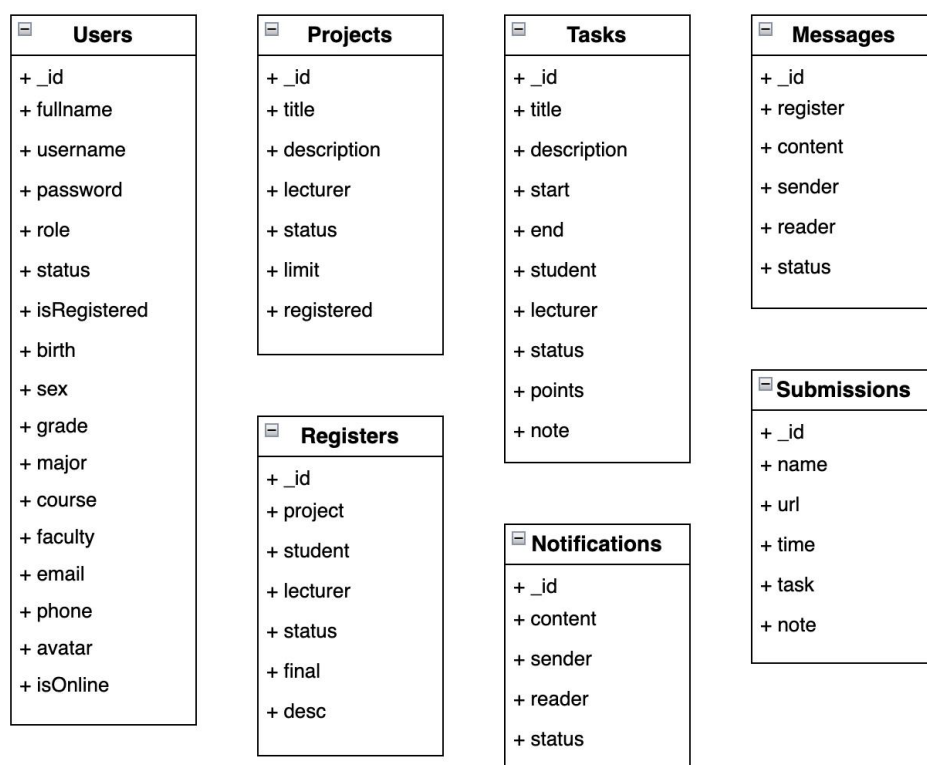 Users
+ _id
+ fullname
+ username
+ password
+ role
+ status
+ isRegistered
+ birth
+ sex
+ grade
+ major
+ course
+ faculty
+ email
+ phone
+ avatar
+ isOnline
Projects
+ _id
+ title
+ description
+ lecturer
+ status
+ limit
+ registered
Registers
+ _id
+ project
+ student
+ lecturer
+ status
+ final
+ desc
Tasks
+ _id
+ title
+ description
+ start
+ end
+ student
+ lecturer
+ status
+ points
+ note
Notifications
+ _id
+ content
+ sender
+ reader
+ status
Messages
+ _id
+ register
+ content
+ sender
+ reader
+ status
Submissions
+ _id
+ name
+ url
+ time
+ task
+ note